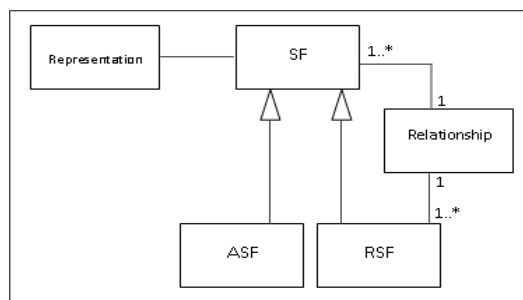 Representation
SF
1..*
1
Relationship
1
1..*
ASF
RSF